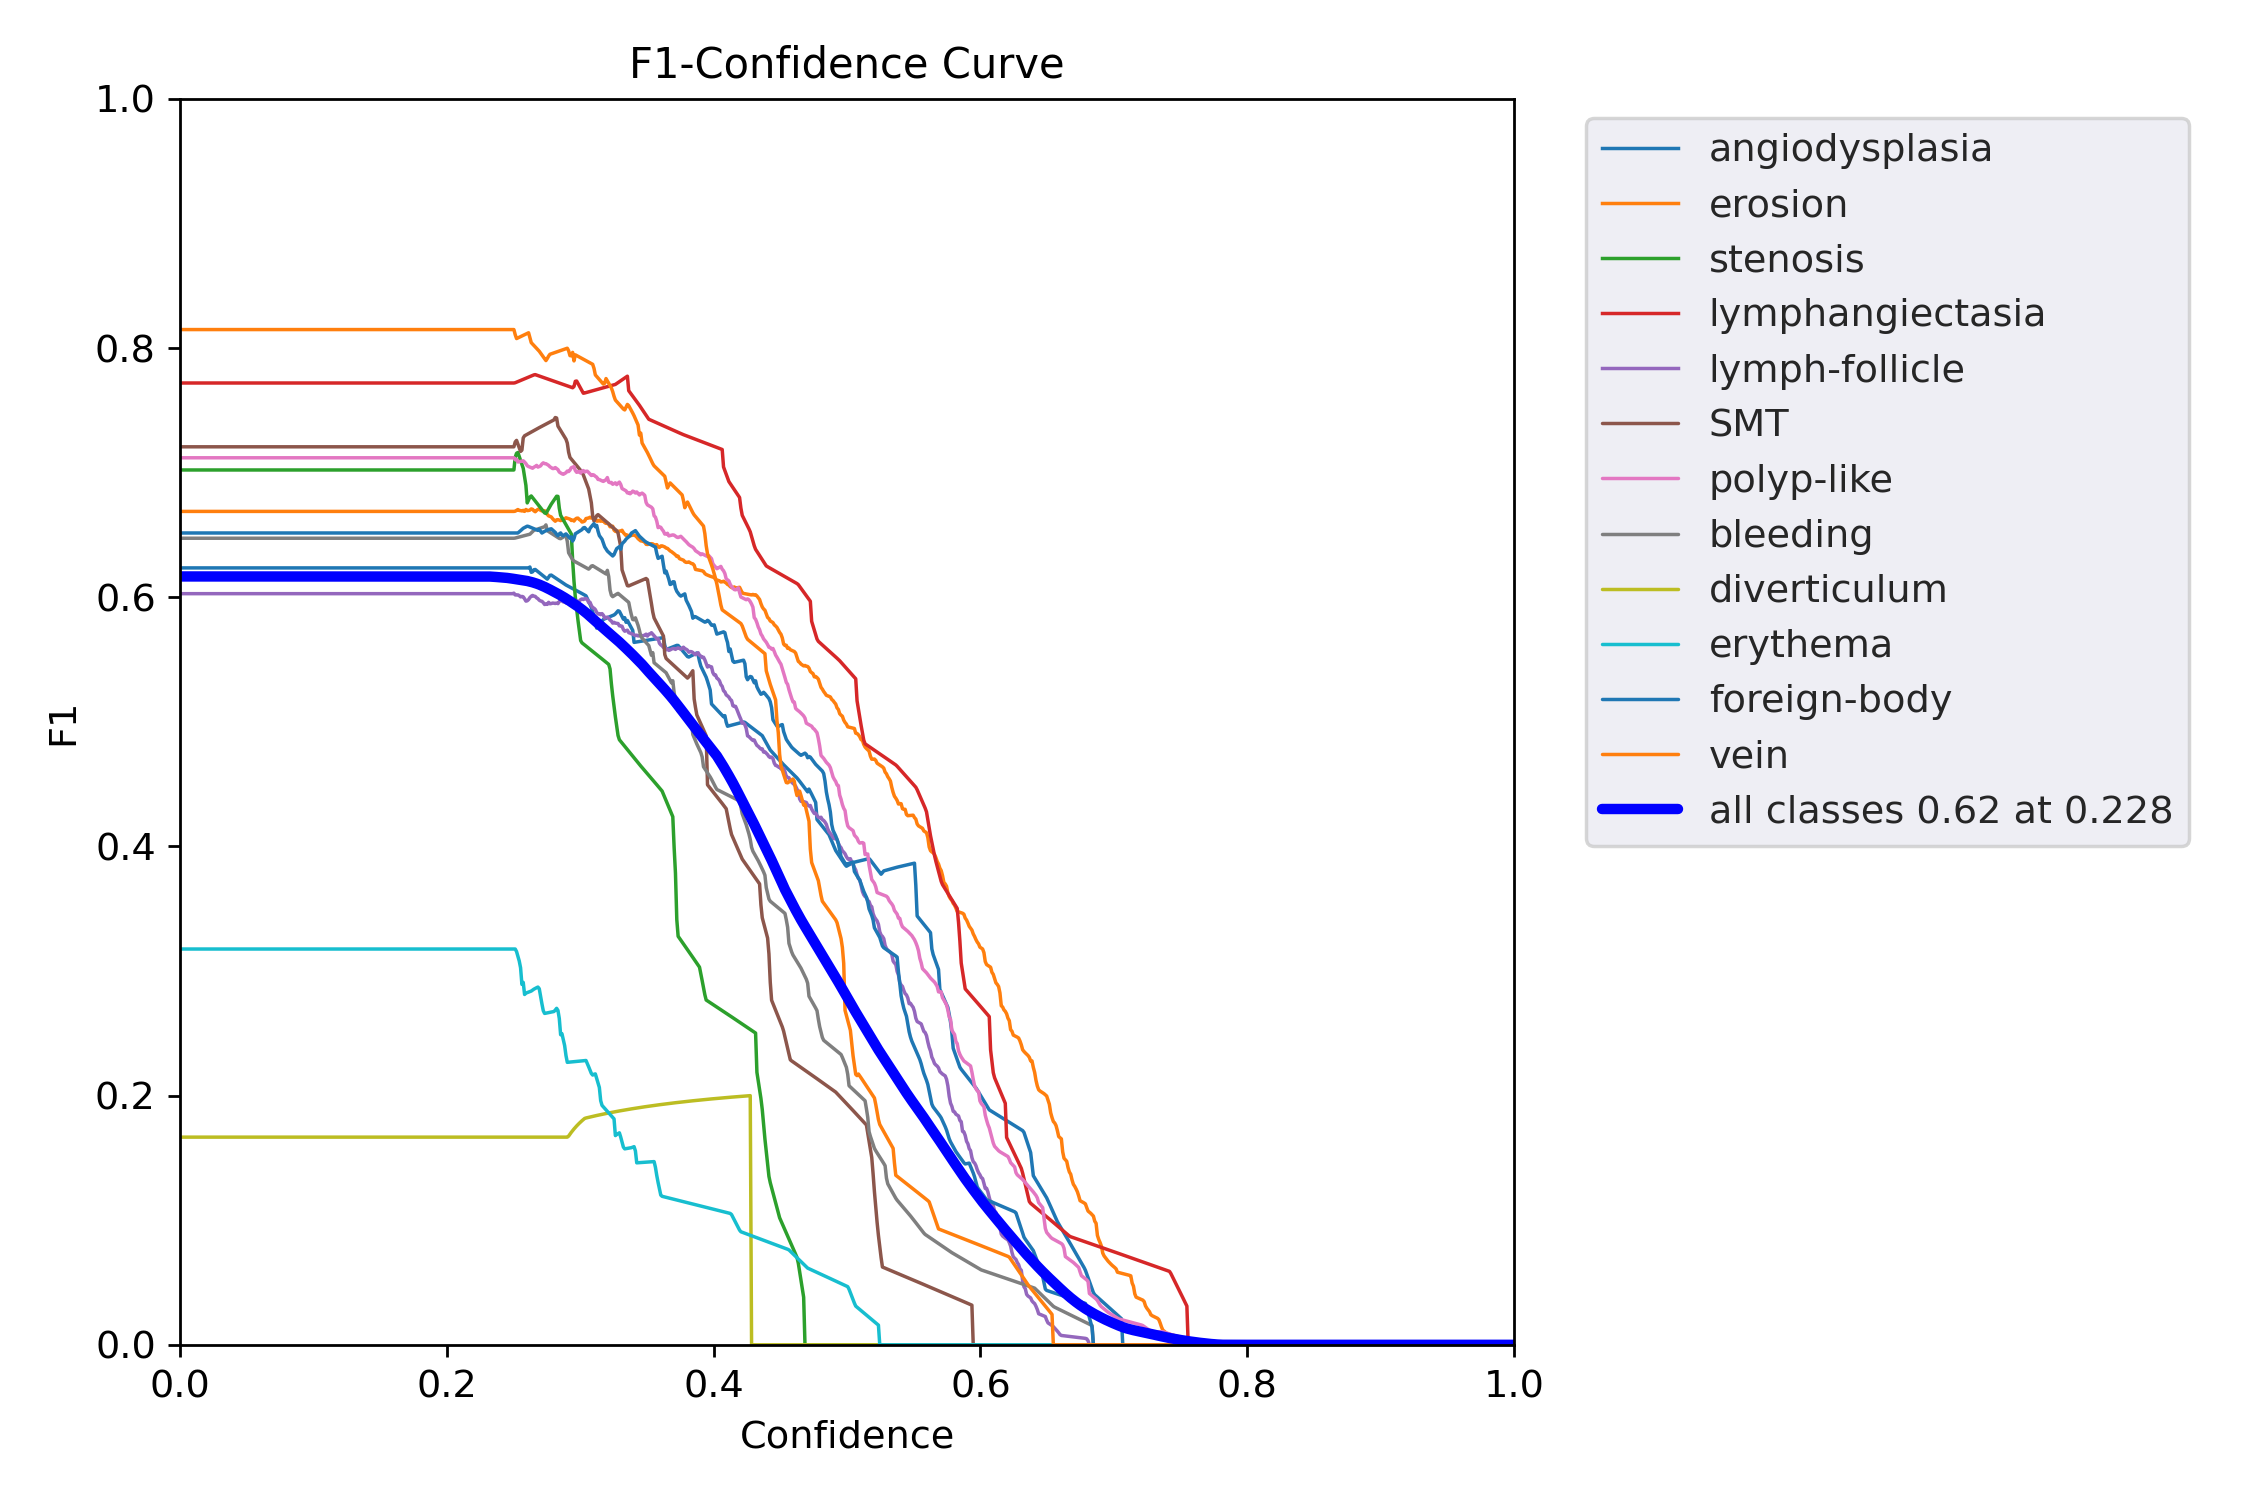 F1-Confidence Curve
1.0
0.8
0.6
0.4
0.2
0.0
F1
0.0 0.2 0.4 0.6 0.8 1.0
Confidence
angiodysplasia
erosion
stenosis
lymphangiectasia
lymph-follicle
SMT
polyp-like
bleeding
diverticulum
erythema
foreign-body
vein
all classes 0.62 at 0.228